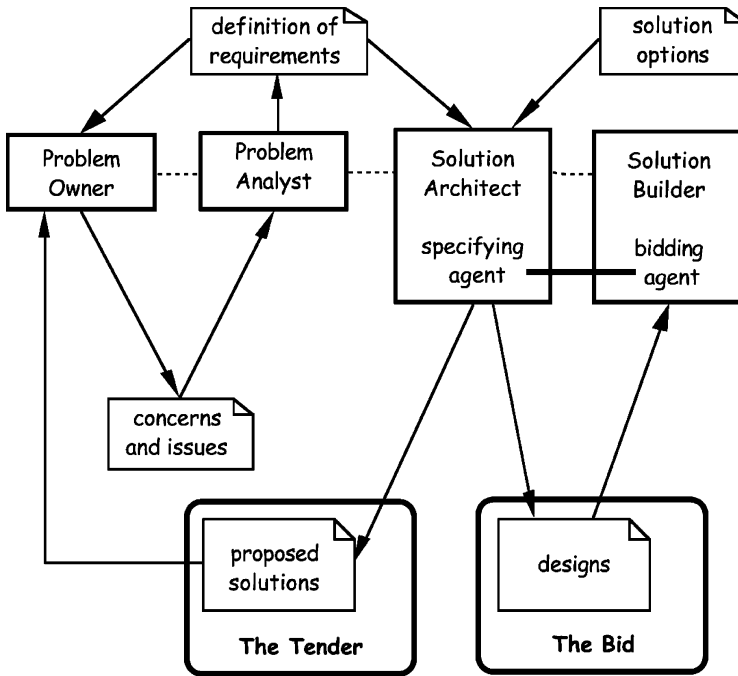 definition of
requirements
solution
options
Problem
Owner
Problem
Analyst
Solution
Architect
Solution
Builder
specifying
agent
bidding
agent
concerns
and issues
proposed
solutions
designs
The Tender
The Bid